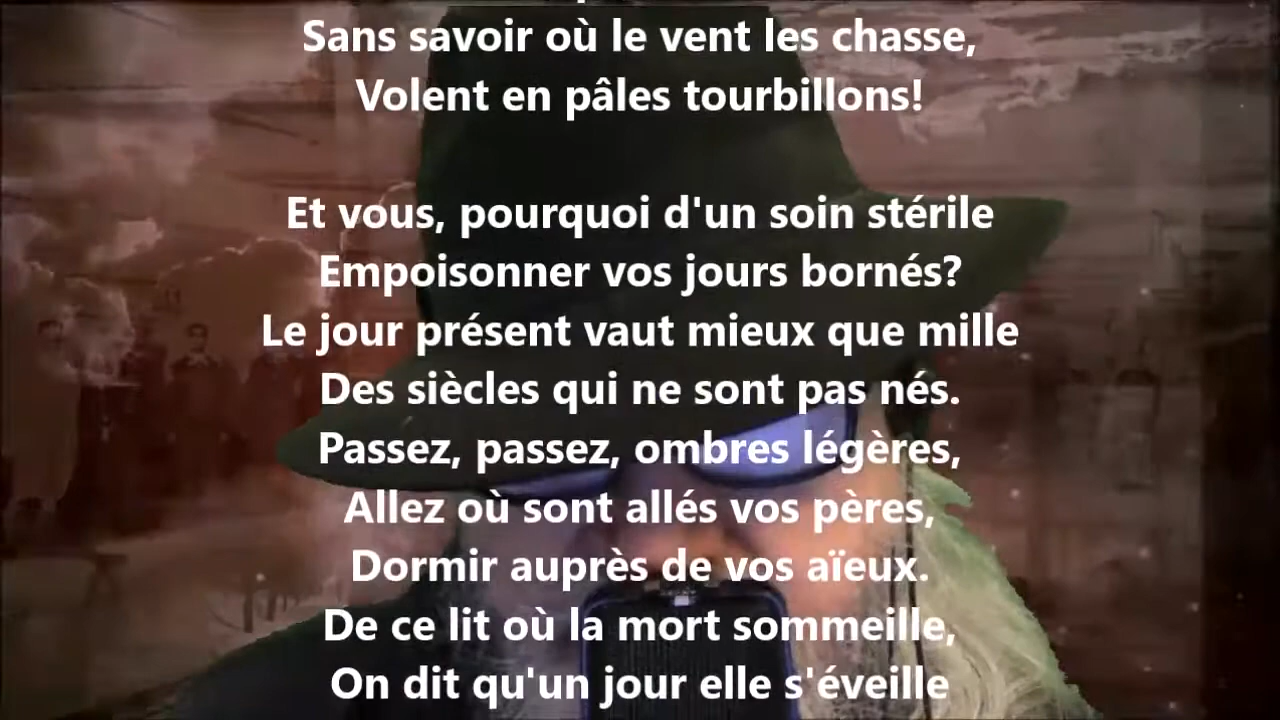 Sans savoir où le vent les chasse,
Volent en pâles tourbillons!
Et vous, pourquoi d'un soin stérile
Empoisonner vos jours bornés?
Le jour présent vaut mieux que mille
Des siècles qui ne sont pas nés.
Passez, passez, ombres légères,
Allez où sont allés vos pères,
Dormir auprès de vos aïeux.
De ce lit où la mort sommeille,
On dit qu'un jour elle s'éveille